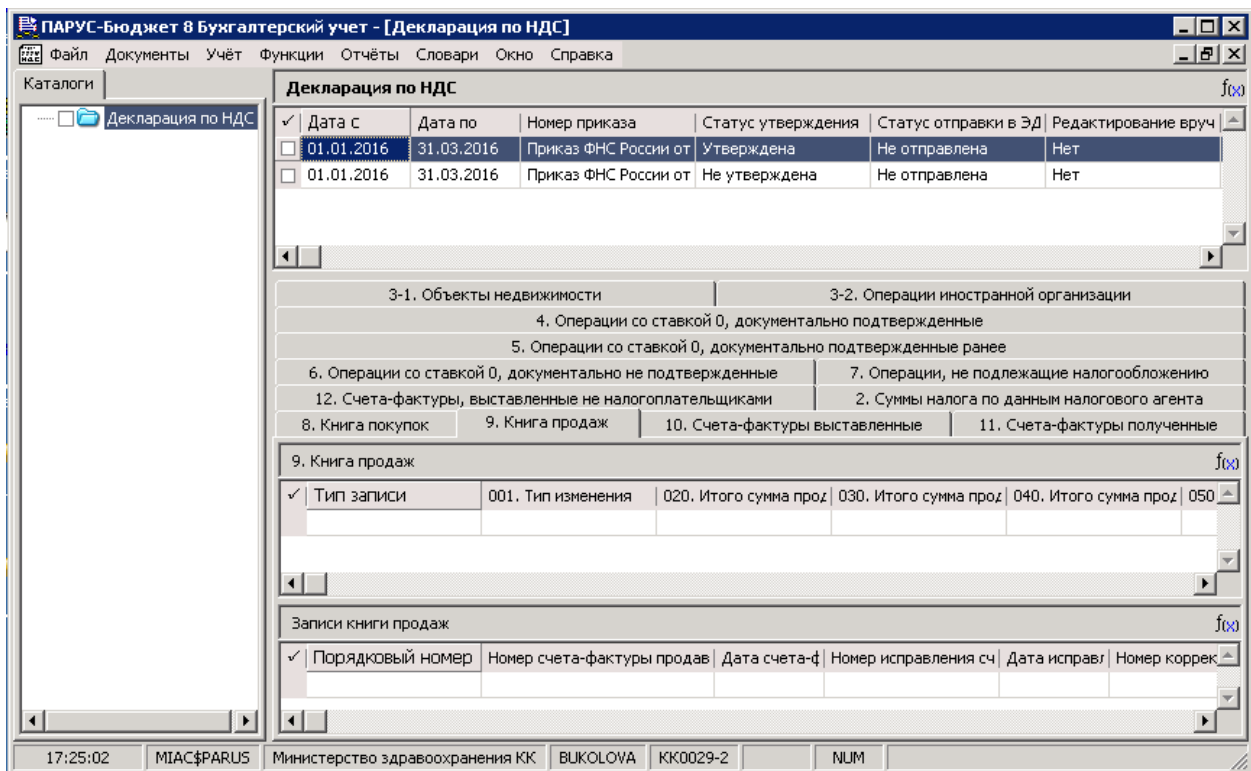 ПАРУС-Бюджет 8 Бухгалтерский учет - [Декларация по НДС]
Файл Документы Учёт Функции Отчёты Словари Окно Справка
Каталоги
Декларация по НДС
Декларация по НДС f(x)
✓ Дата с Дата по Номер приказа Статус утверждения Статус отправки в ЭД Редактирование вруч
01.01.2016 31.03.2016 Приказ ФНС России от Утверждена Не отправлена Нет
01.01.2016 31.03.2016 Приказ ФНС России от Не утверждена Не отправлена Нет
3-1. Объекты недвижимости 3-2. Операции иностранной организации
4. Операции со ставкой 0, документально подтвержденные
5. Операции со ставкой 0, документально подтвержденные ранее
6. Операции со ставкой 0, документально не подтвержденные 7. Операции, не подлежащие налогообложению
12. Счета-фактуры, выставленные не налогоплательщиками 2. Суммы налога по данным налогового агента
8. Книга покупок 9. Книга продаж 10. Счета-фактуры выставленные 11. Счета-фактуры полученные
9. Книга продаж f(x)
✓ Тип записи 001. Тип изменения 020. Итого сумма прод 030. Итого сумма прод 040. Итого сумма прод 050
Записи книги продаж f(x)
✓ Порядковый номер Номер счета-фактуры продав Дата счета-ф Номер исправления сч Дата исправл Номер коррек
17:25:02 MIAC$PARUS Министерство здравоохранения КК BUKOLOVA КК0029-2 NUM